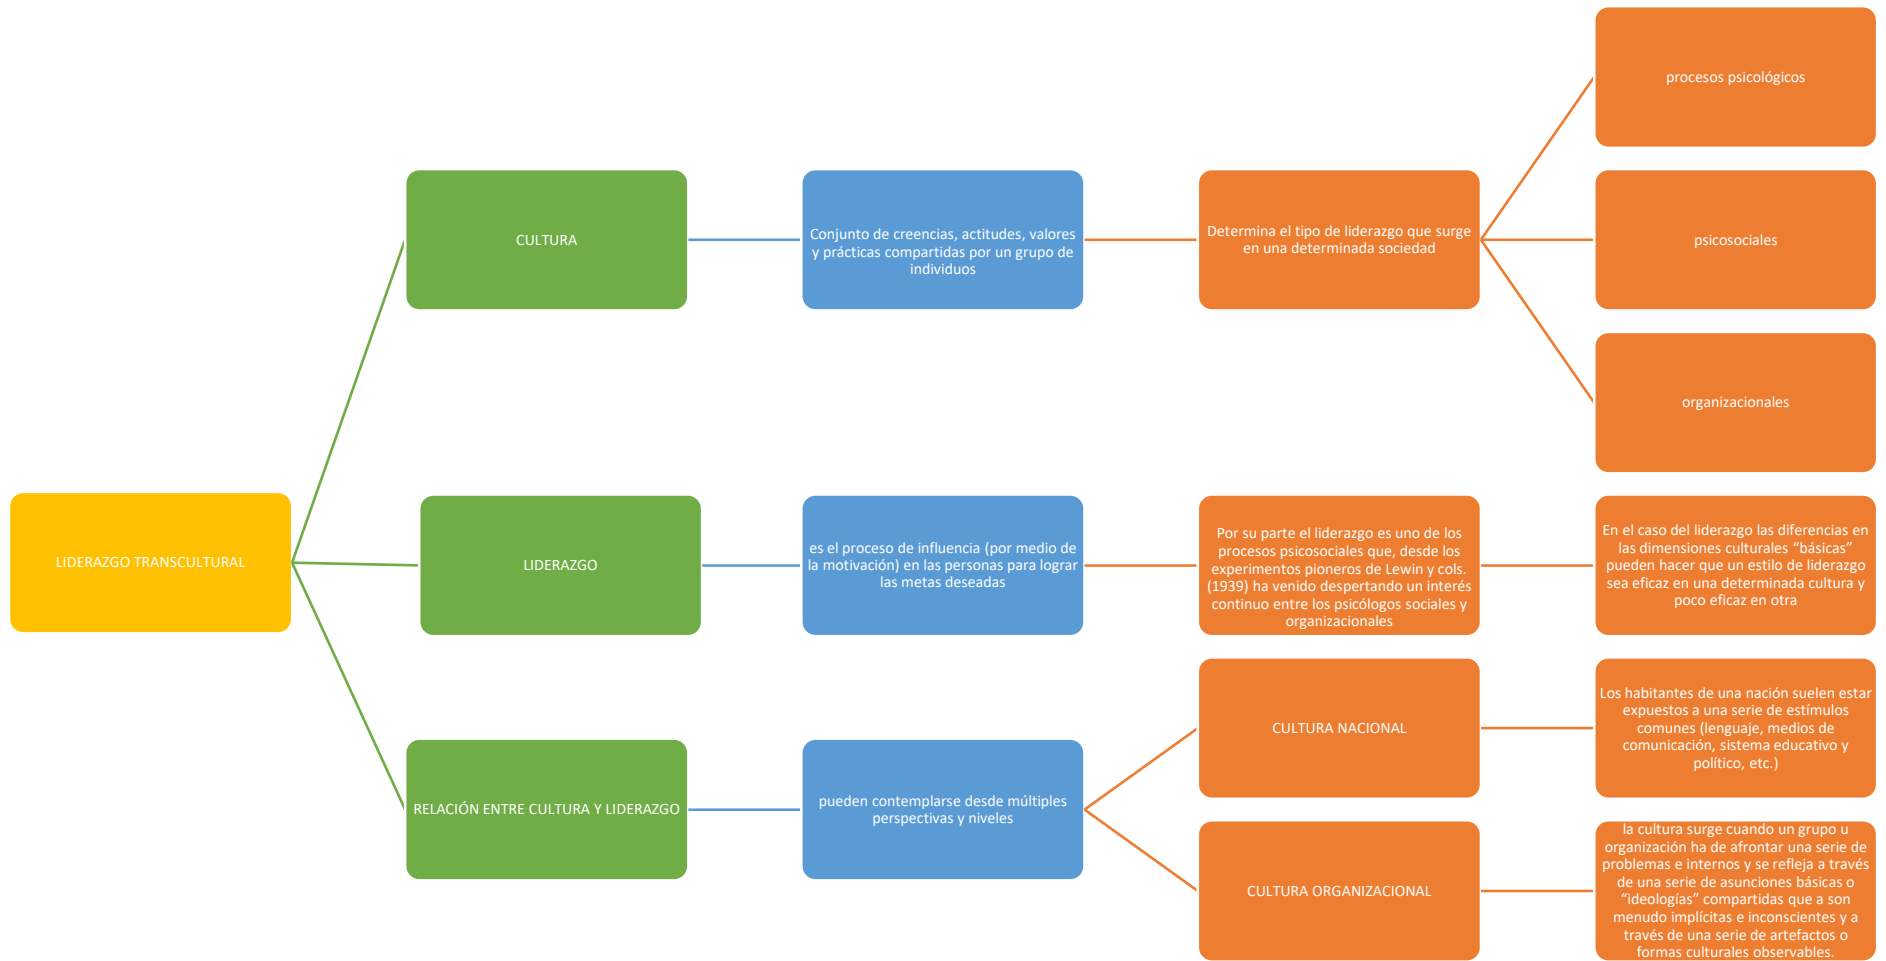 LIDERAZGO TRANSCULTURAL
CULTURA
Conjunto de creencias, actitudes, valores
y prácticas compartidas por un grupo de
individuos
Determina el tipo de liderazgo que surge
en una determinada sociedad
procesos psicológicos
psicosociales
organizacionales
LIDERAZGO
es el proceso de influencia (por medio de
la motivación) en las personas para lograr
las metas deseadas
Por su parte el liderazgo es uno de los
procesos psicosociales que, desde los
experimentos pioneros de Lewin y cols.
(1939) ha venido despertando un interés
continuo entre los psicólogos sociales y
organizacionales
En el caso del liderazgo las diferencias en
las dimensiones culturales “básicas”
pueden hacer que un estilo de liderazgo
sea eficaz en una determinada cultura y
poco eficaz en otra
RELACIÓN ENTRE CULTURA Y LIDERAZGO
pueden contemplarse desde múltiples
perspectivas y niveles
CULTURA NACIONAL
Los habitantes de una nación suelen estar
expuestos a una serie de estímulos
comunes (lenguaje, medios de
comunicación, sistema educativo y
político, etc.)
CULTURA ORGANIZACIONAL
la cultura surge cuando un grupo u
organización ha de afrontar una serie de
problemas e internos y se refleja a través
de una serie de asunciones básicas o
“ideologías” compartidas que a son
menudo implícitas e inconscientes y a
través de una serie de artefactos o
formas culturales observables.